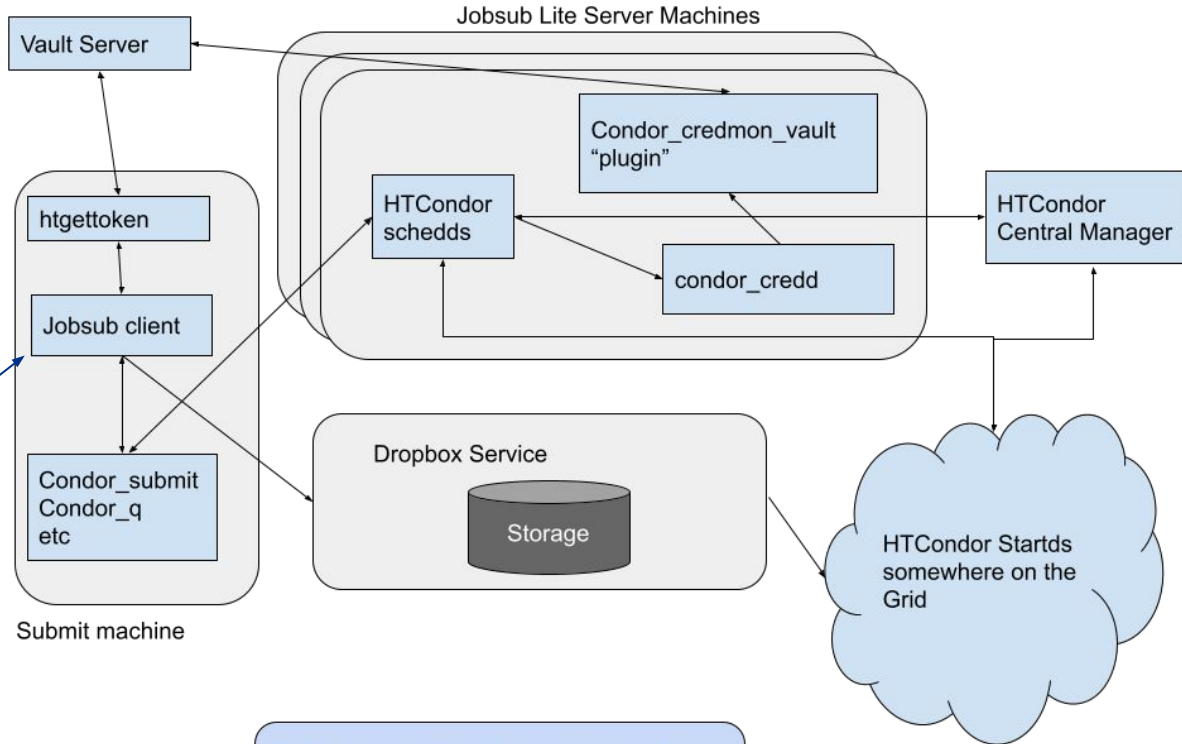 Jobsub Lite Server Machines
Vault Server
Condor_credmon_vault
“plugin”
htgettoken
HTCondor
schedds
HTCondor
Central Manager
condor_credd
Jobsub client
Dropbox Service
Condor_submit
Condor_q
etc
Storage
HTCondor Startds
somewhere on the
Grid
Submit machine